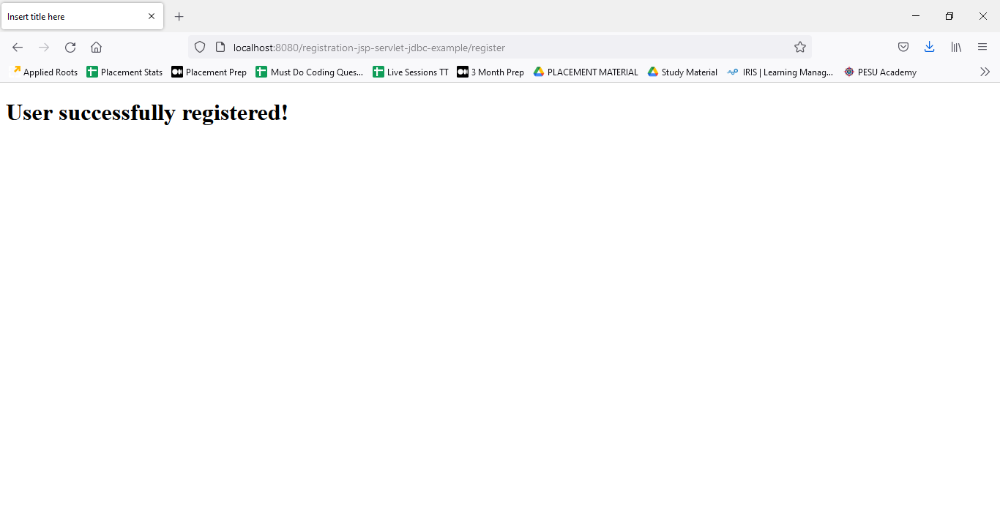 Insert title here
localhost:8080/registration-jsp-servlet-jdbc-example/register
Applied Roots Placement Stats Placement Prep Must Do Coding Ques... Live Sessions TT 3 Month Prep PLACEMENT MATERIAL Study Material IRIS | Learning Manag... PESU Academy
User successfully registered!